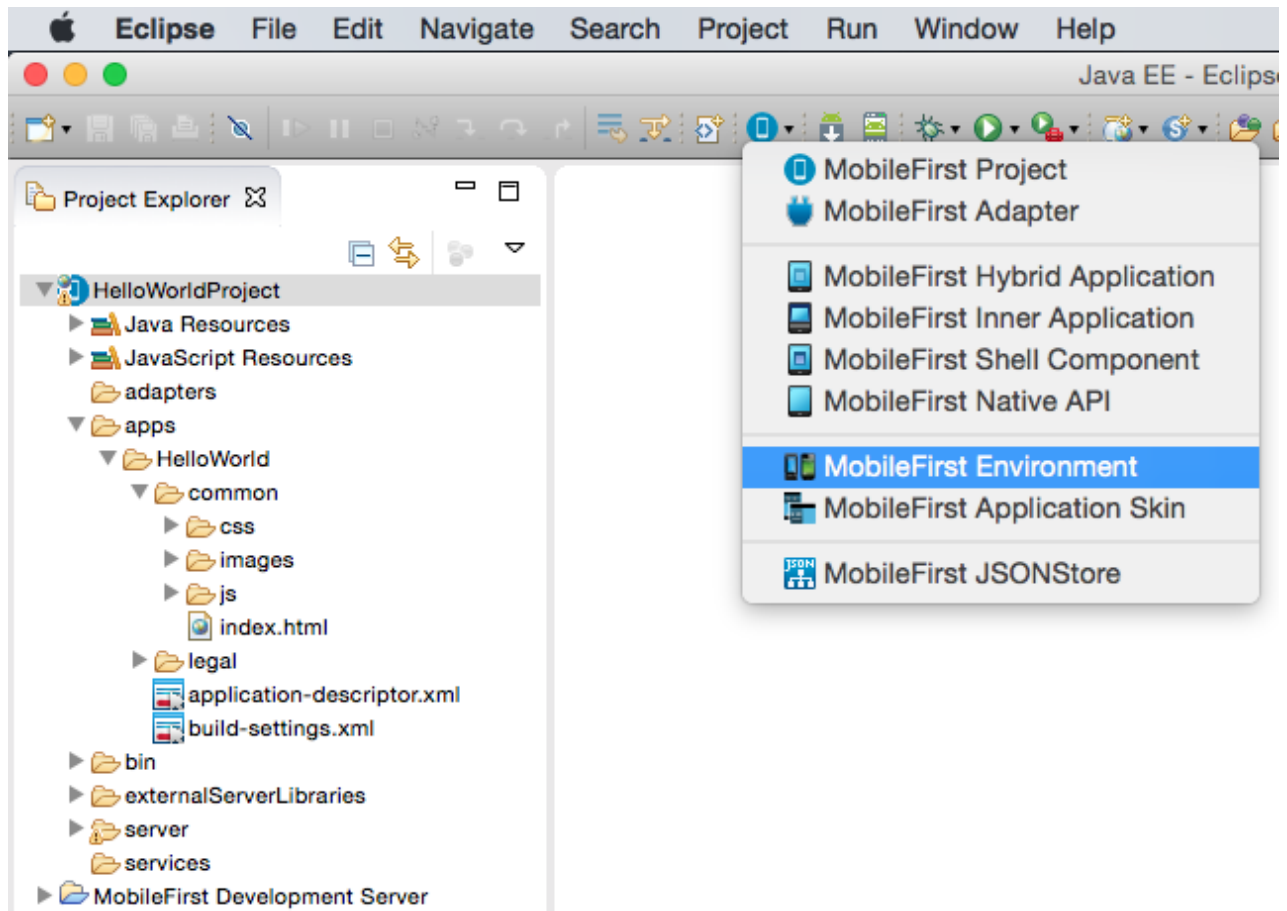 Eclipse File Edit Navigate Search Project Run Window Help
Java EE - Eclipse
Project Explorer
HelloWorldProject
Java Resources
JavaScript Resources
adapters
apps
HelloWorld
common
css
images
js
index.html
legal
application-descriptor.xml
build-settings.xml
bin
externalServerLibraries
server
services
MobileFirst Development Server
MobileFirst Project
MobileFirst Adapter
MobileFirst Hybrid Application
MobileFirst Inner Application
MobileFirst Shell Component
MobileFirst Native API
MobileFirst Environment
MobileFirst Application Skin
JSON
MobileFirst JSONStore